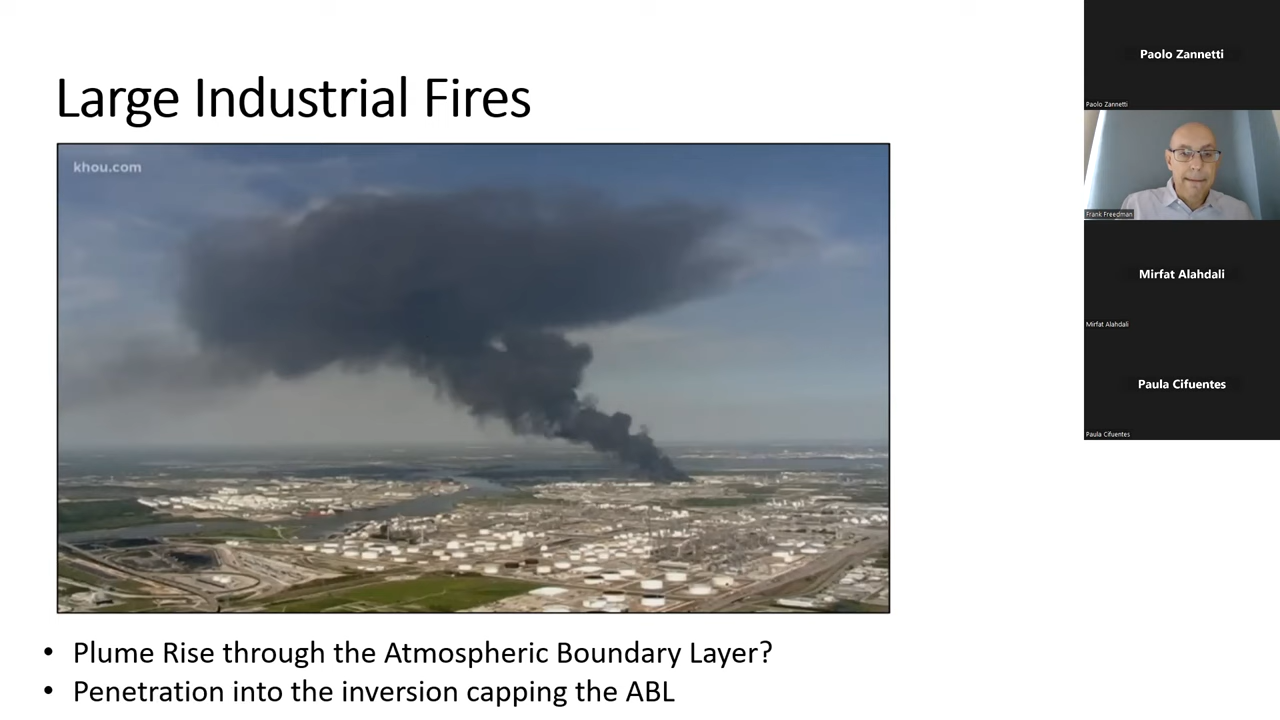 Large Industrial Fires
khou.com
• Plume Rise through the Atmospheric Boundary Layer?
• Penetration into the inversion capping the ABL
Paolo Zannetti
Paolo Zannetti
Frank Freedman
Mirfat Alahdali
Mirfat Alahdali
Paula Cifuentes
Paula Cifuentes